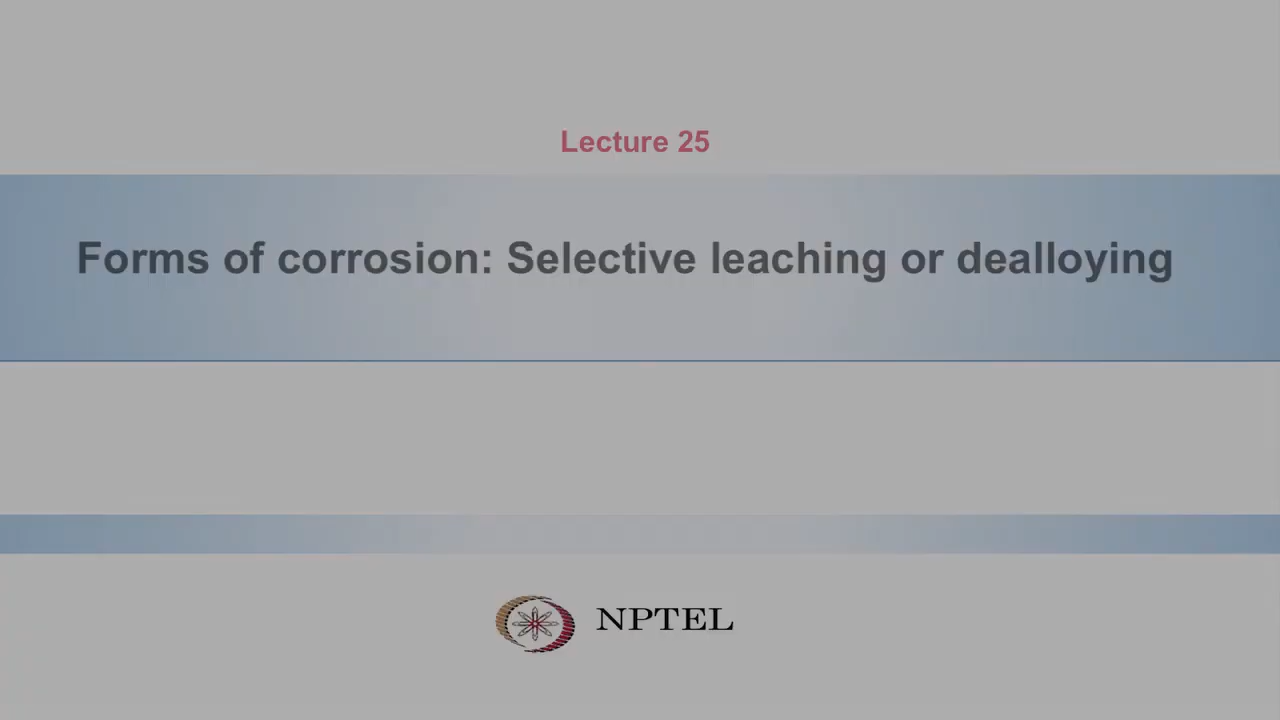 Lecture 25
Forms of corrosion: Selective leaching or dealloying
NPTEL